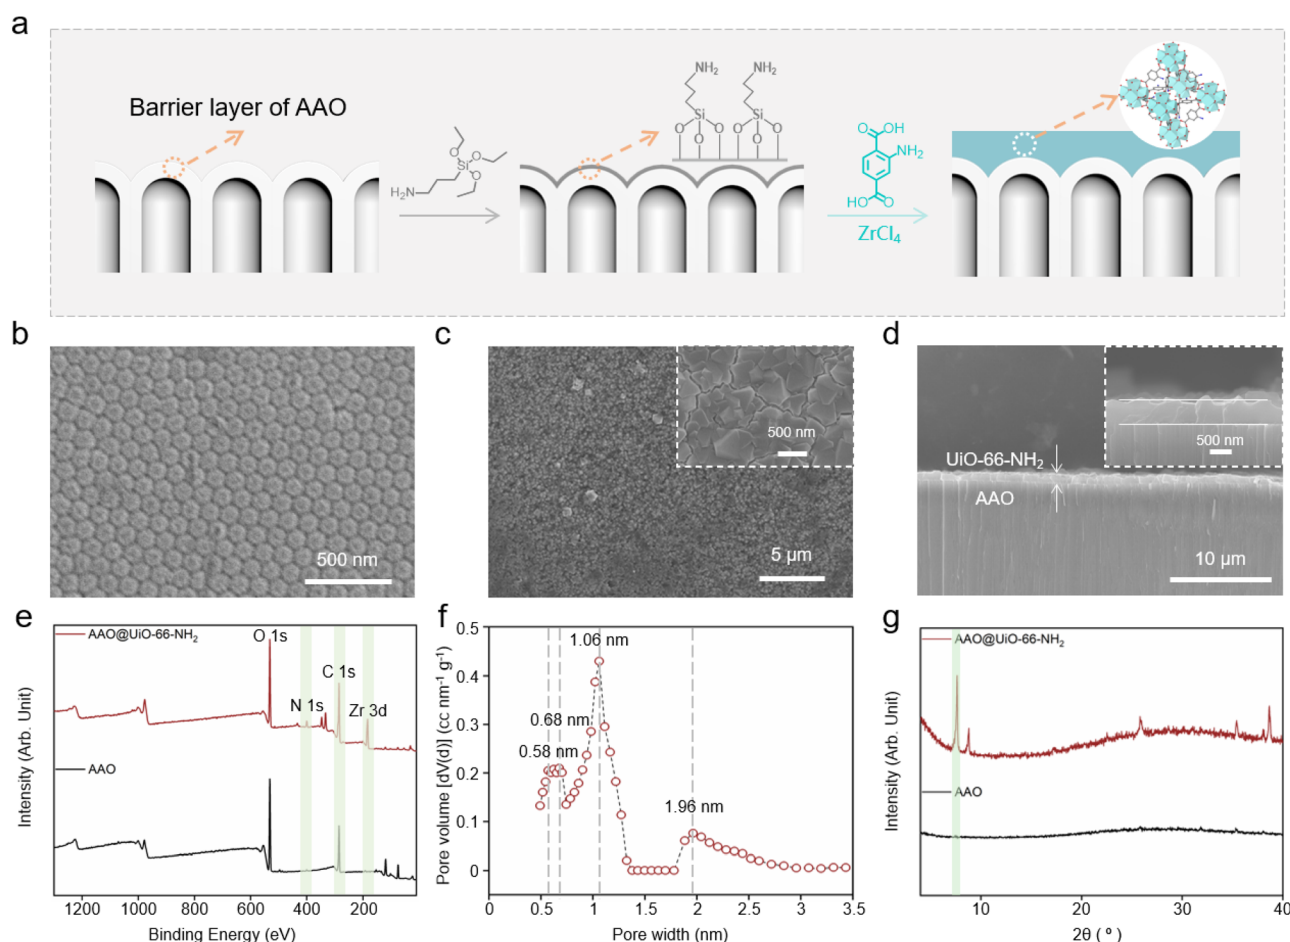 a
Barrier layer of AAO
NH₂ NH₂
Si Si
O O O O O O
O O
Si
O O
H₂N
OH
O
NH₂
HO
O
ZrCl₄
b
500 nm
c
500 nm
5 µm
d
UiO-66-NH₂
AAO
500 nm
10 µm
e
AAO@UiO-66-NH₂
O 1s
C 1s
N 1s
Zr 3d
AAO
Intensity (Arb. Unit)
1200 1000 800 600 400 200
Binding Energy (eV)
f
0.5
0.4
0.3
0.2
0.1
0
1.06 nm
0.68 nm
0.58 nm
1.96 nm
Pore volume [dV(d)] (cc nm⁻¹ g⁻¹)
0 0.5 1 1.5 2 2.5 3 3.5
Pore width (nm)
g
AAO@UiO-66-NH₂
AAO
Intensity (Arb. Unit)
10 20 30 40
2θ ( º )